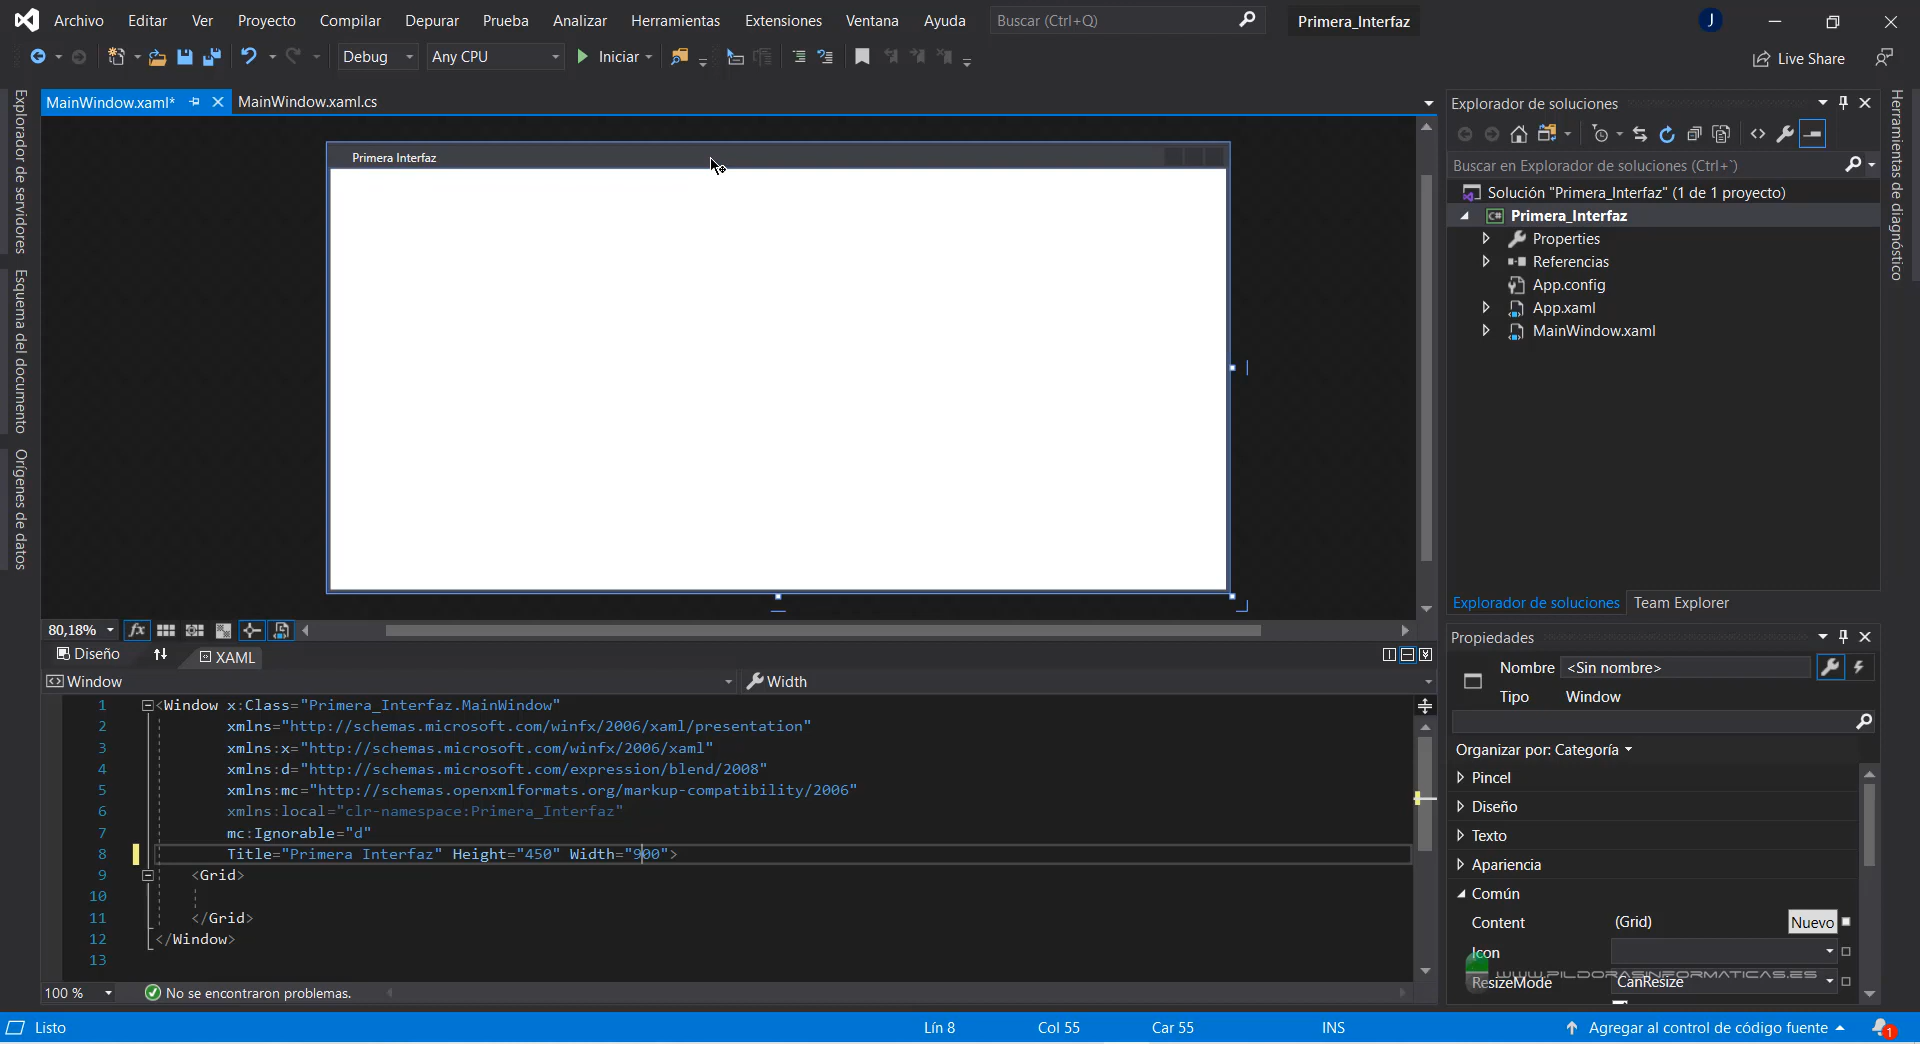 Archivo Editar Ver Proyecto Compilar Depurar Prueba Analizar Herramientas Extensiones Ventana Ayuda Buscar (Ctrl+Q) Primera_Interfaz J
Debug Any CPU Iniciar Live Share
Explorador de servidores
Esquema del documento
Orígenes de datos
MainWindow.xaml* MainWindow.xaml.cs
Primera Interfaz
80,18%
Diseño XAML
Window Width
1 <Window x:Class="Primera_Interfaz.MainWindow"
2 xmlns="http://schemas.microsoft.com/winfx/2006/xaml/presentation"
3 xmlns:x="http://schemas.microsoft.com/winfx/2006/xaml"
4 xmlns:d="http://schemas.microsoft.com/expression/blend/2008"
5 xmlns:mc="http://schemas.openxmlformats.org/markup-compatibility/2006"
6 xmlns:local="clr-namespace:Primera_Interfaz"
7 mc:Ignorable="d"
8 Title="Primera Interfaz" Height="450" Width="900">
9 <Grid>
10
11 </Grid>
12 </Window>
13
100 % No se encontraron problemas.
Explorador de soluciones
Buscar en Explorador de soluciones (Ctrl+`)
Solución "Primera_Interfaz" (1 de 1 proyecto)
C# Primera_Interfaz
Properties
Referencias
App.config
App.xaml
MainWindow.xaml
Explorador de soluciones Team Explorer
Propiedades
Nombre <Sin nombre>
Tipo Window
Organizar por: Categoría
Pincel
Diseño
Texto
Apariencia
Común
Content (Grid) Nuevo
Icon
WWW.PILDORASINFORMATICAS.ES
ResizeMode CanResize
Herramientas de diagnóstico
Listo Lín 8 Col 55 Car 55 INS Agregar al control de código fuente 1